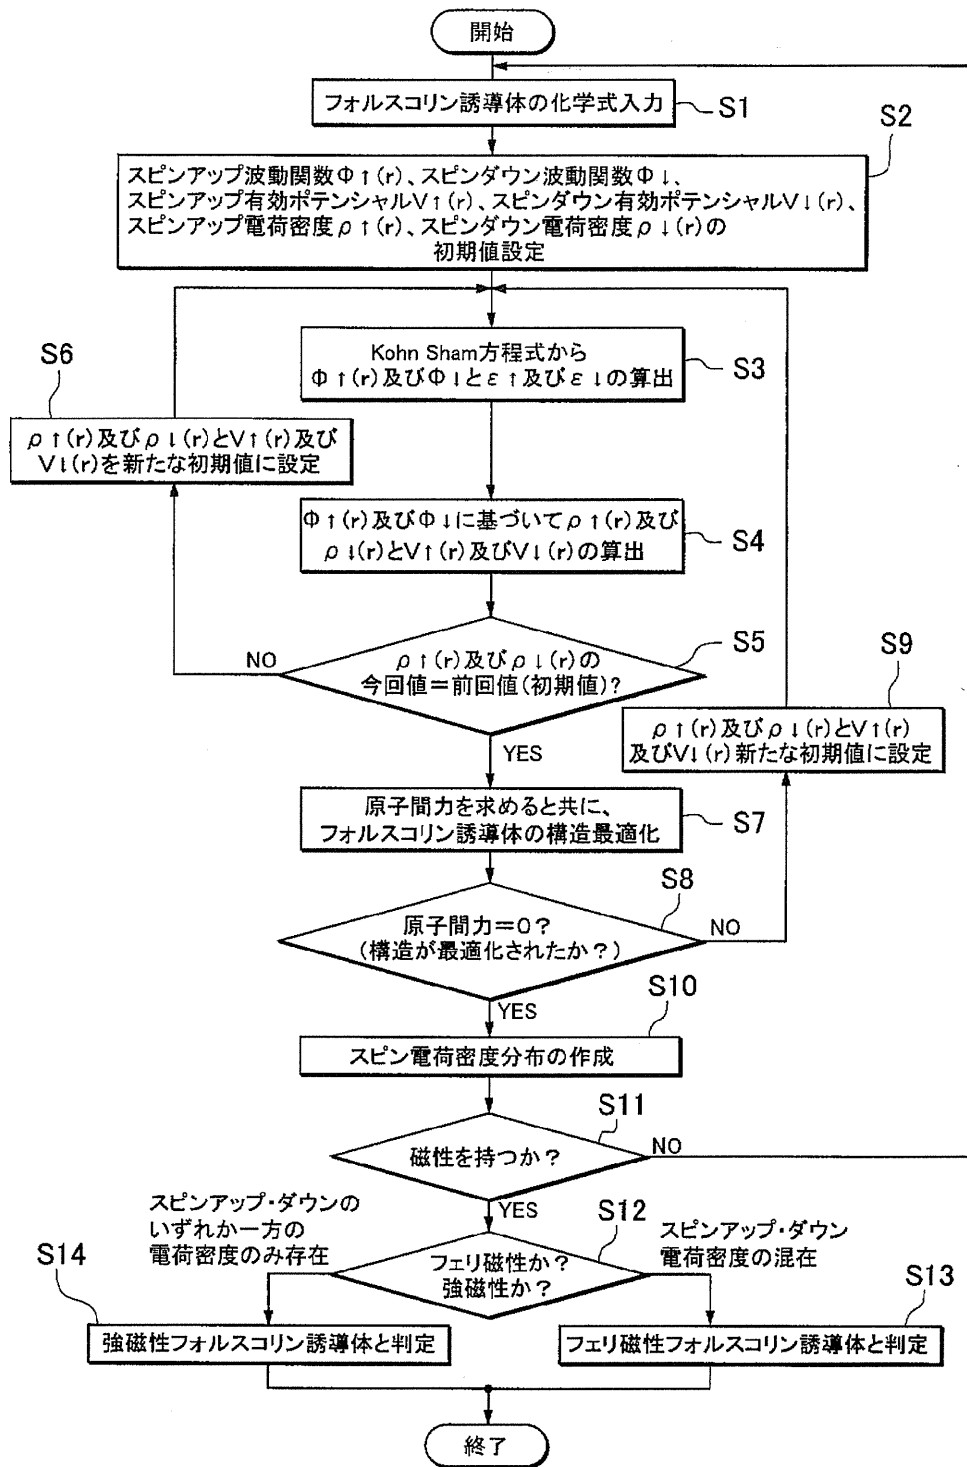 開始
フォルスコリン誘導体の化学式入力
S1
S2
スピンアップ波動関数Φ↑(r)、スピンダウン波動関数Φ↓、
スピンアップ有効ポテンシャルV↑(r)、スピンダウン有効ポテンシャルV↓(r)、
スピンアップ電荷密度ρ↑(r)、スピンダウン電荷密度ρ↓(r)の
初期値設定
S3
Kohn Sham方程式から
Φ↑(r)及びΦ↓とε↑及びε↓の算出
S6
ρ↑(r)及びρ↓(r)とV↑(r)及び
V↓(r)を新たな初期値に設定
Φ↑(r)及びΦ↓に基づいてρ↑(r)及び
ρ↓(r)とV↑(r)及びV↓(r)の算出
S4
S5
ρ↑(r)及びρ↓(r)の
今回値=前回値(初期値)?
NO
YES
S9
ρ↑(r)及びρ↓(r)とV↑(r)
及びV↓(r)新たな初期値に設定
原子間力を求めると共に、
フォルスコリン誘導体の構造最適化
S7
S8
原子間力=0?
(構造が最適化されたか?)
NO
YES
S10
スピン電荷密度分布の作成
S11
磁性を持つか?
NO
YES
S12
フェリ磁性か?
強磁性か?
スピンアップ・ダウンの
いずれか一方の
電荷密度のみ存在
スピンアップ・ダウン
電荷密度の混在
S14
強磁性フォルスコリン誘導体と判定
S13
フェリ磁性フォルスコリン誘導体と判定
終了